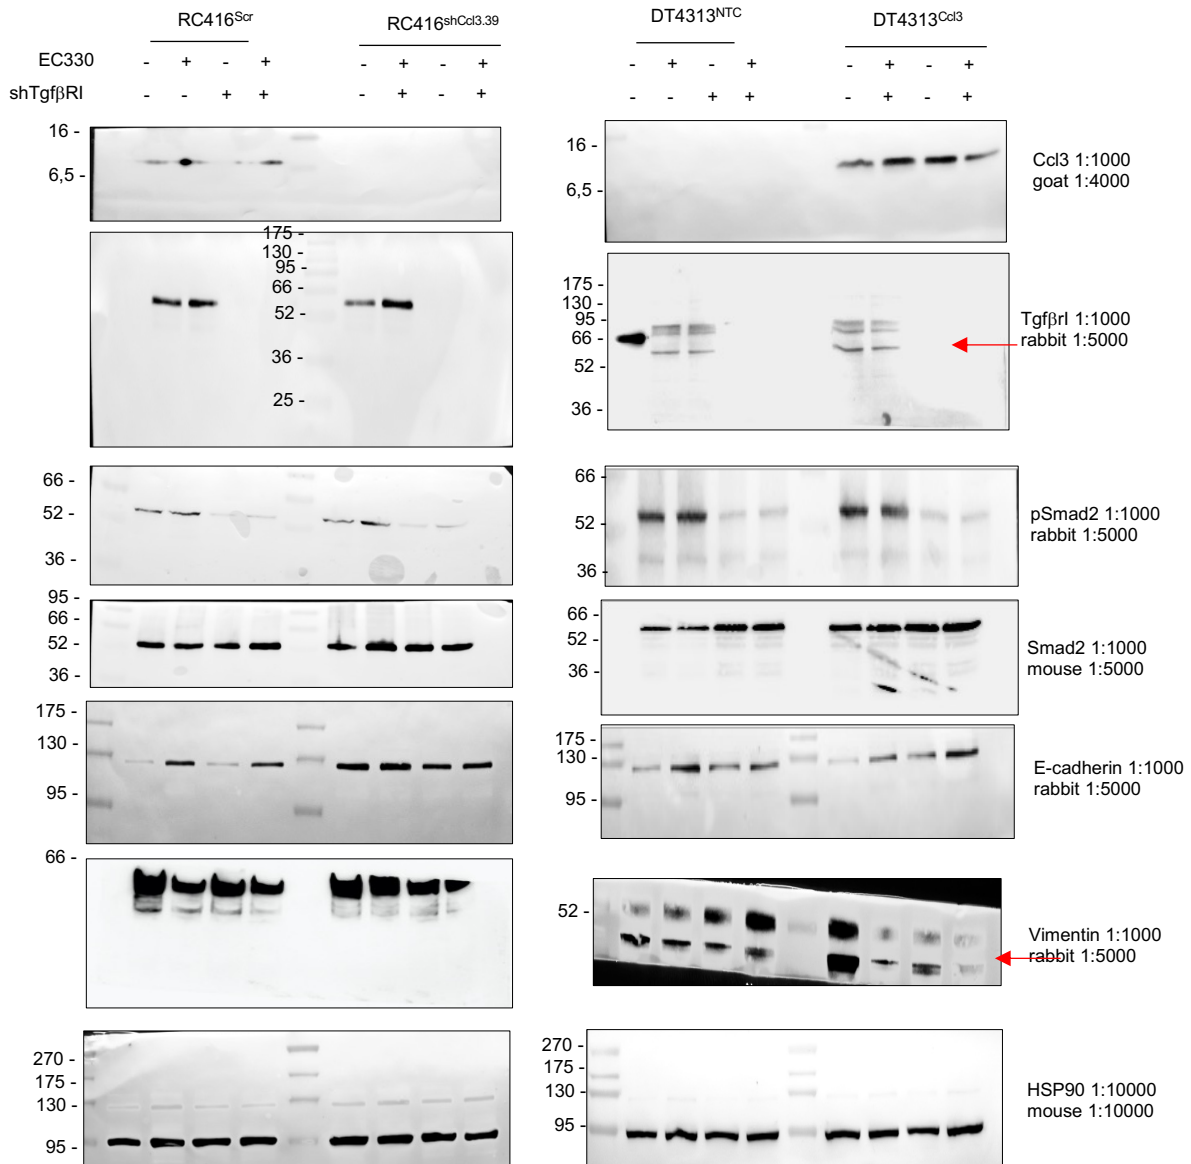 RC416Scr RC416shCcl3.39 DT4313NTC DT4313Ccl3
EC330 - + - + - + - + - + - + - + - +
shTgfβRI - - + + - + - + - - + + - + - +
16 -
6,5 -
16 -
6,5 -
Ccl3 1:1000
goat 1:4000
175 -
130 -
95 -
66 -
52 -
36 -
25 -
175 -
130 -
95 -
66 -
52 -
36 -
TgfβrI 1:1000
rabbit 1:5000
66 -
52 -
36 -
66 -
52 -
36 -
pSmad2 1:1000
rabbit 1:5000
95 -
66 -
52 -
36 -
66 -
52 -
36 -
Smad2 1:1000
mouse 1:5000
175 -
130 -
95 -
175 -
130 -
95 -
E-cadherin 1:1000
rabbit 1:5000
66 -
52 -
Vimentin 1:1000
rabbit 1:5000
270 -
175 -
130 -
95 -
270 -
175 -
130 -
95 -
HSP90 1:10000
mouse 1:10000